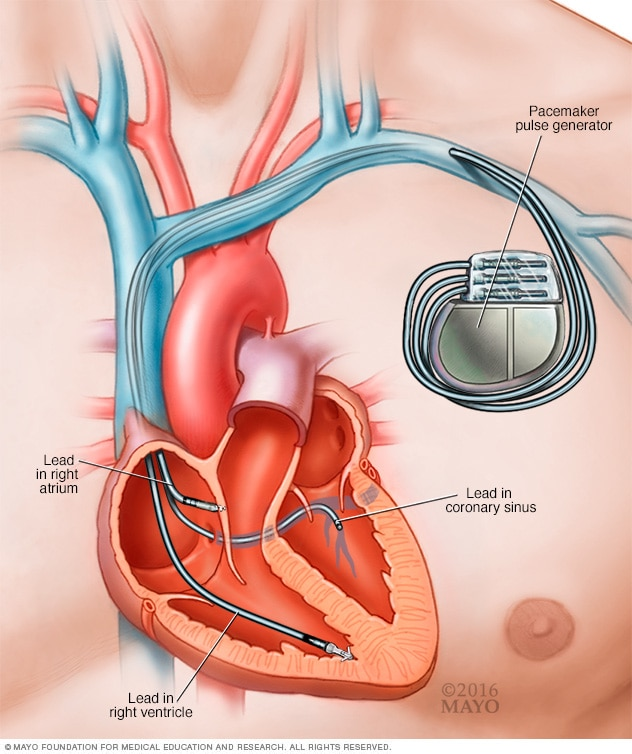 Pacemaker
pulse generator
Lead
in right
atrium
Lead in
coronary sinus
Lead in
right ventricle
©2016
MAYO
© MAYO FOUNDATION FOR MEDICAL EDUCATION AND RESEARCH. ALL RIGHTS RESERVED.